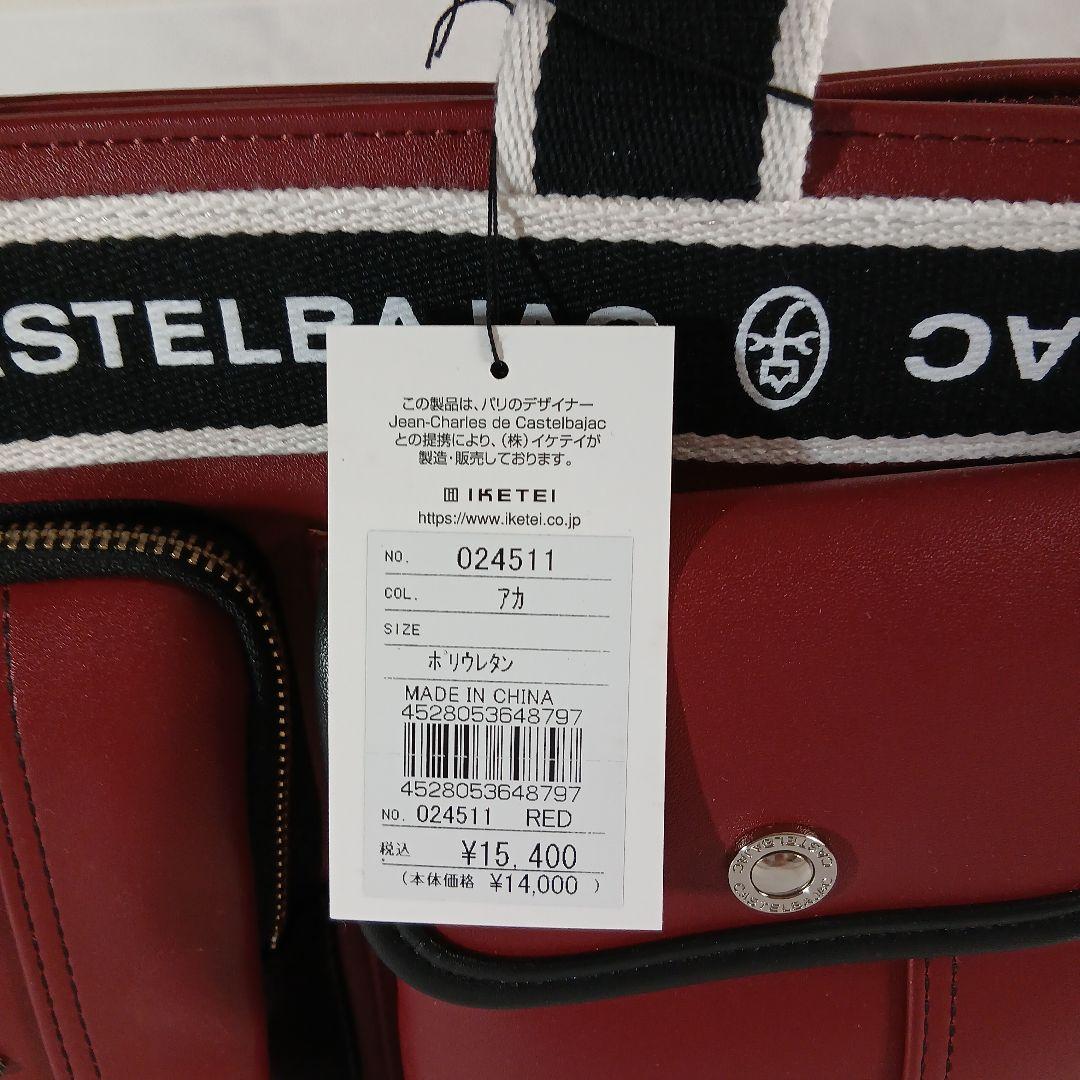 ASTELBAJAC
AC
この製品は、パリのデザイナー
Jean-Charles de Castelbajac
との提携により、(株)イケテイが
製造・販売しております。
IKETEI
https://www.iketei.co.jp
NO. 024511
COL. アカ
SIZE
ポリウレタン
MADE IN CHINA
4528053648797
4528053648797
NO. 024511 RED
税込 ¥15,400
(本体価格 ¥14,000 )
CASTELBAJAC
CASTELBAJAC